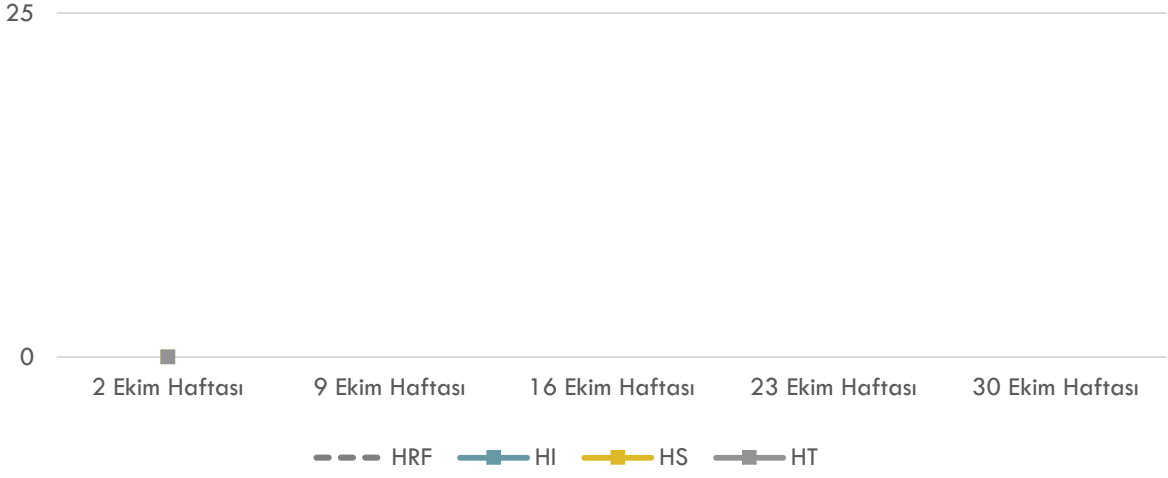 25
0
2 Ekim Haftası 9 Ekim Haftası 16 Ekim Haftası 23 Ekim Haftası 30 Ekim Haftası
HRF HI HS HT